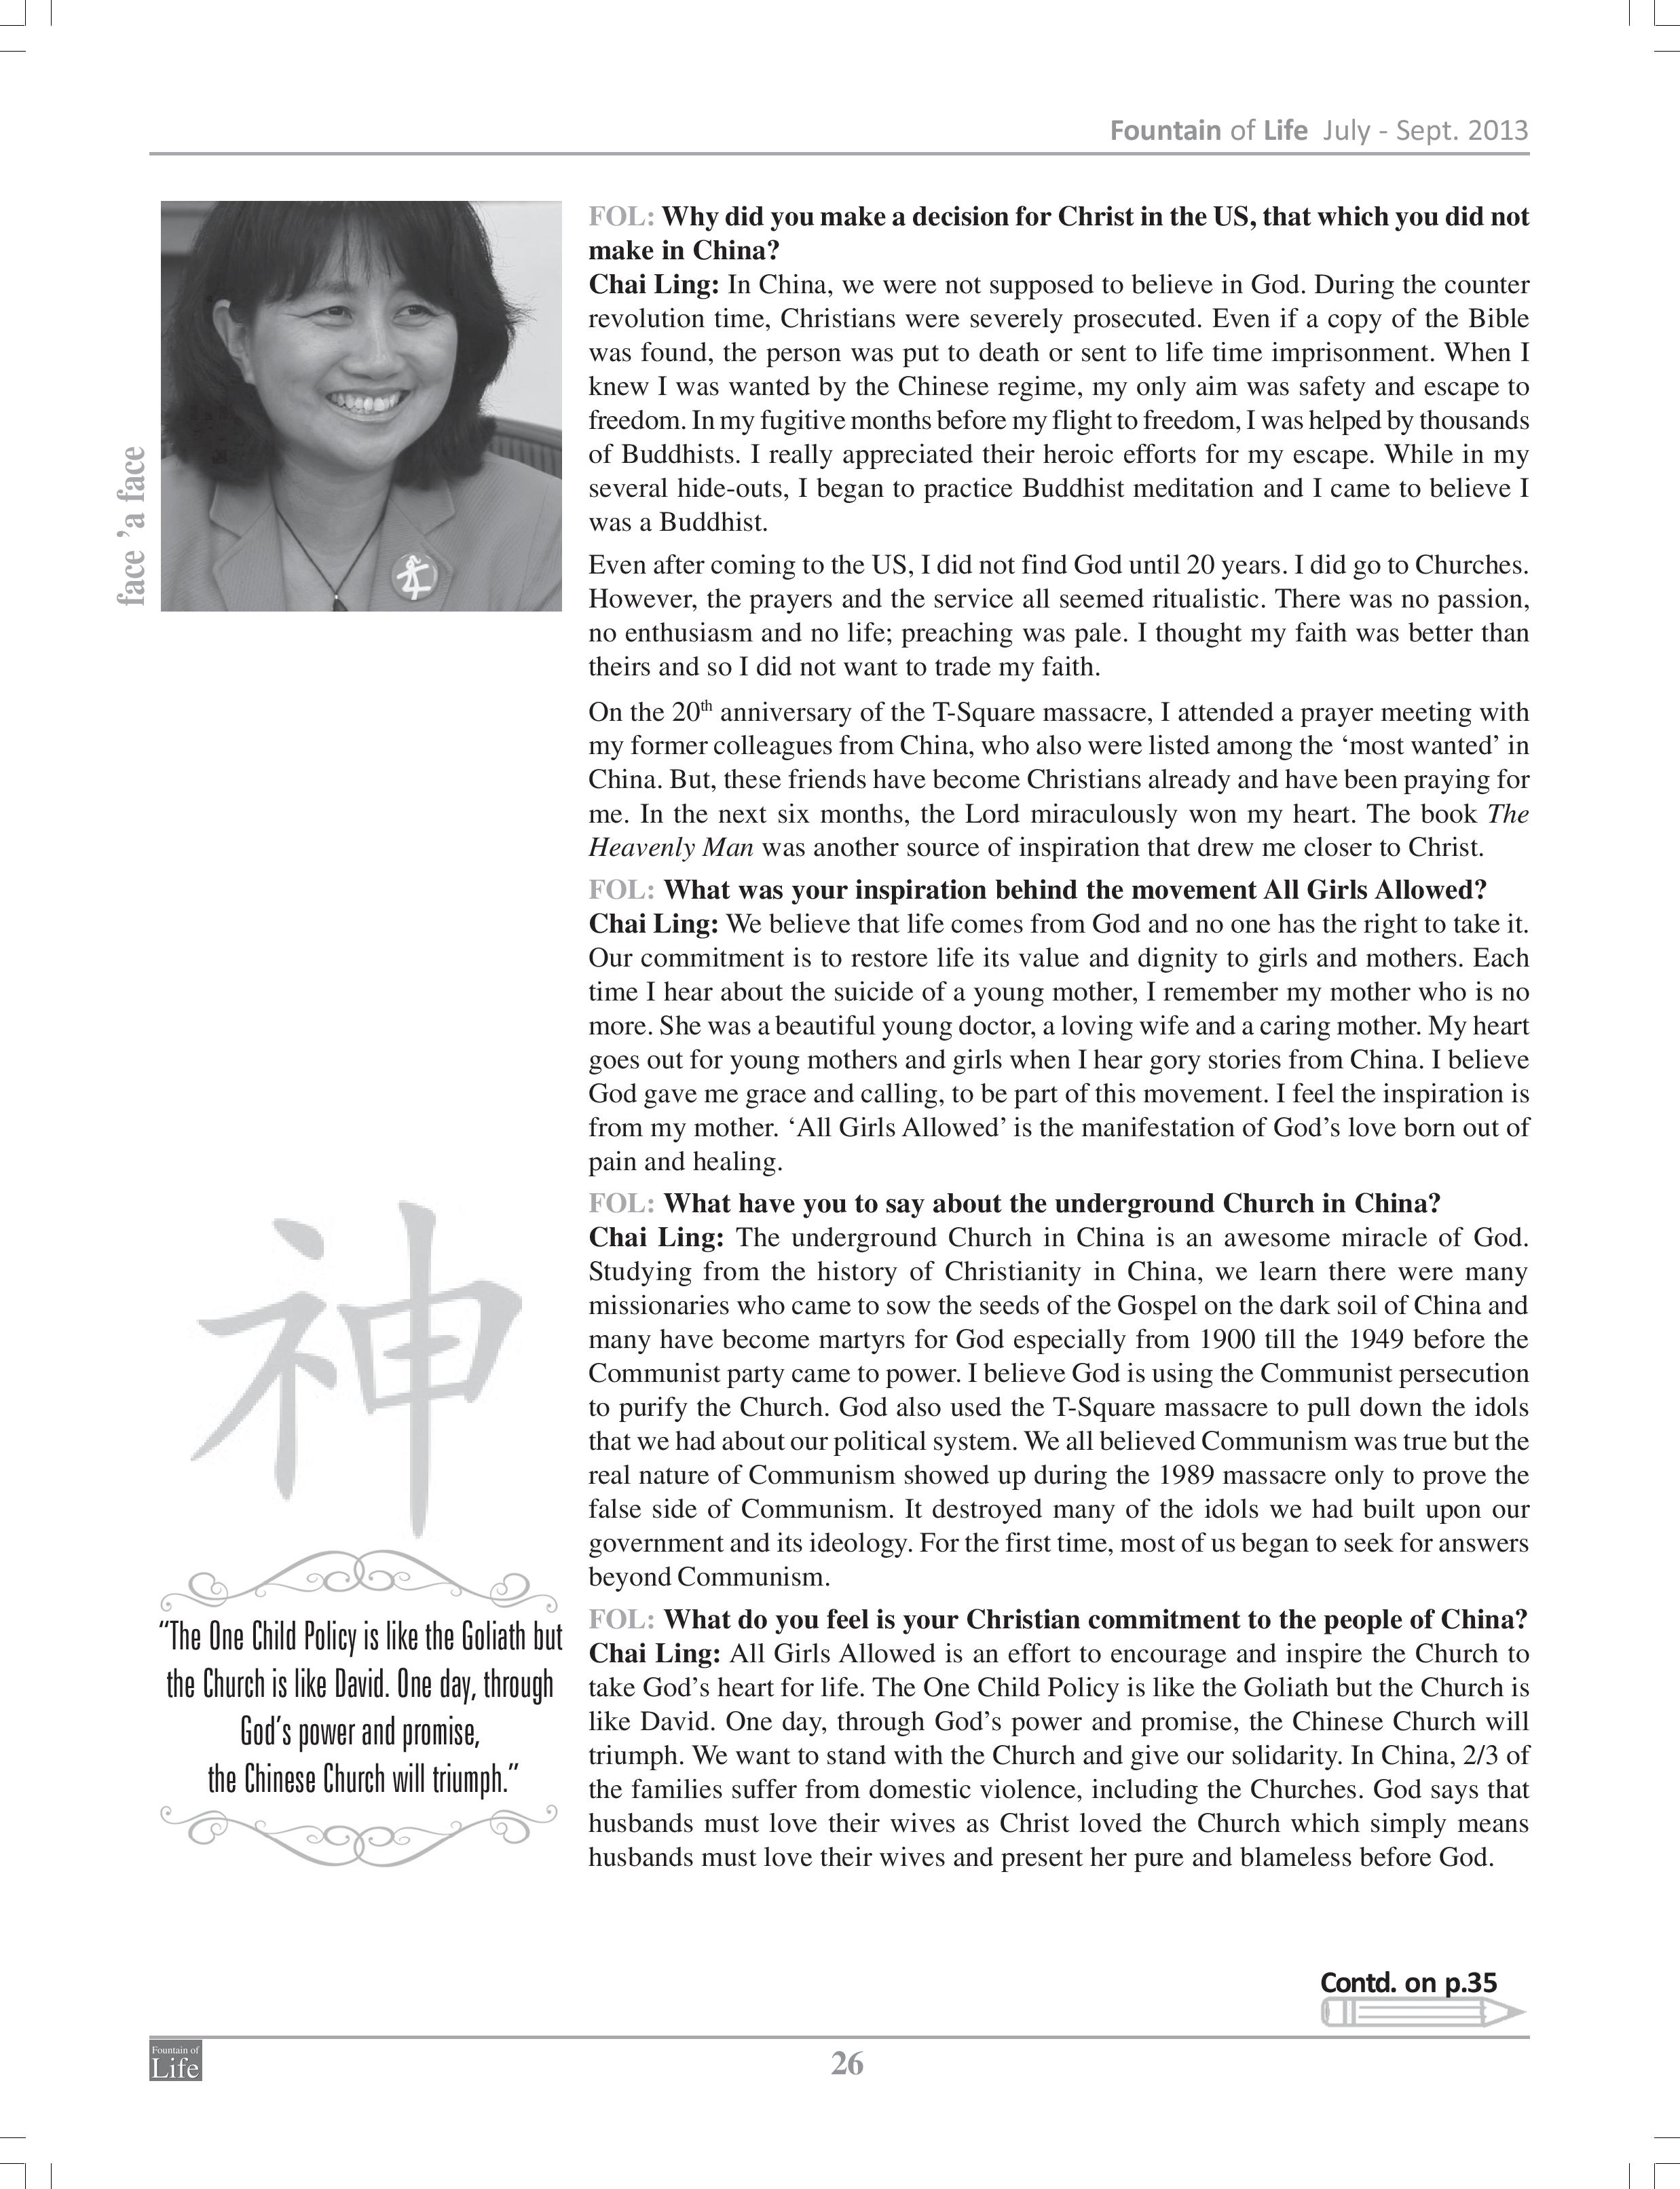 Fountain of Life July - Sept. 2013
face ’a face
FOL: Why did you make a decision for Christ in the US, that which you did not
make in China?
Chai Ling: In China, we were not supposed to believe in God. During the counter
revolution time, Christians were severely prosecuted. Even if a copy of the Bible
was found, the person was put to death or sent to life time imprisonment. When I
knew I was wanted by the Chinese regime, my only aim was safety and escape to
freedom. In my fugitive months before my flight to freedom, I was helped by thousands
of Buddhists. I really appreciated their heroic efforts for my escape. While in my
several hide-outs, I began to practice Buddhist meditation and I came to believe I
was a Buddhist.
Even after coming to the US, I did not find God until 20 years. I did go to Churches.
However, the prayers and the service all seemed ritualistic. There was no passion,
no enthusiasm and no life; preaching was pale. I thought my faith was better than
theirs and so I did not want to trade my faith.
On the 20th anniversary of the T-Square massacre, I attended a prayer meeting with
my former colleagues from China, who also were listed among the ‘most wanted’ in
China. But, these friends have become Christians already and have been praying for
me. In the next six months, the Lord miraculously won my heart. The book The
Heavenly Man was another source of inspiration that drew me closer to Christ.
FOL: What was your inspiration behind the movement All Girls Allowed?
Chai Ling: We believe that life comes from God and no one has the right to take it.
Our commitment is to restore life its value and dignity to girls and mothers. Each
time I hear about the suicide of a young mother, I remember my mother who is no
more. She was a beautiful young doctor, a loving wife and a caring mother. My heart
goes out for young mothers and girls when I hear gory stories from China. I believe
God gave me grace and calling, to be part of this movement. I feel the inspiration is
from my mother. ‘All Girls Allowed’ is the manifestation of God’s love born out of
pain and healing.
FOL: What have you to say about the underground Church in China?
Chai Ling: The underground Church in China is an awesome miracle of God.
Studying from the history of Christianity in China, we learn there were many
missionaries who came to sow the seeds of the Gospel on the dark soil of China and
many have become martyrs for God especially from 1900 till the 1949 before the
Communist party came to power. I believe God is using the Communist persecution
to purify the Church. God also used the T-Square massacre to pull down the idols
that we had about our political system. We all believed Communism was true but the
real nature of Communism showed up during the 1989 massacre only to prove the
false side of Communism. It destroyed many of the idols we had built upon our
government and its ideology. For the first time, most of us began to seek for answers
beyond Communism.
FOL: What do you feel is your Christian commitment to the people of China?
Chai Ling: All Girls Allowed is an effort to encourage and inspire the Church to
take God’s heart for life. The One Child Policy is like the Goliath but the Church is
like David. One day, through God’s power and promise, the Chinese Church will
triumph. We want to stand with the Church and give our solidarity. In China, 2/3 of
the families suffer from domestic violence, including the Churches. God says that
husbands must love their wives as Christ loved the Church which simply means
husbands must love their wives and present her pure and blameless before God.
神
“The One Child Policy is like the Goliath but
the Church is like David. One day, through
God’s power and promise,
the Chinese Church will triumph.”
Contd. on p.35
Fountain of
Life
26